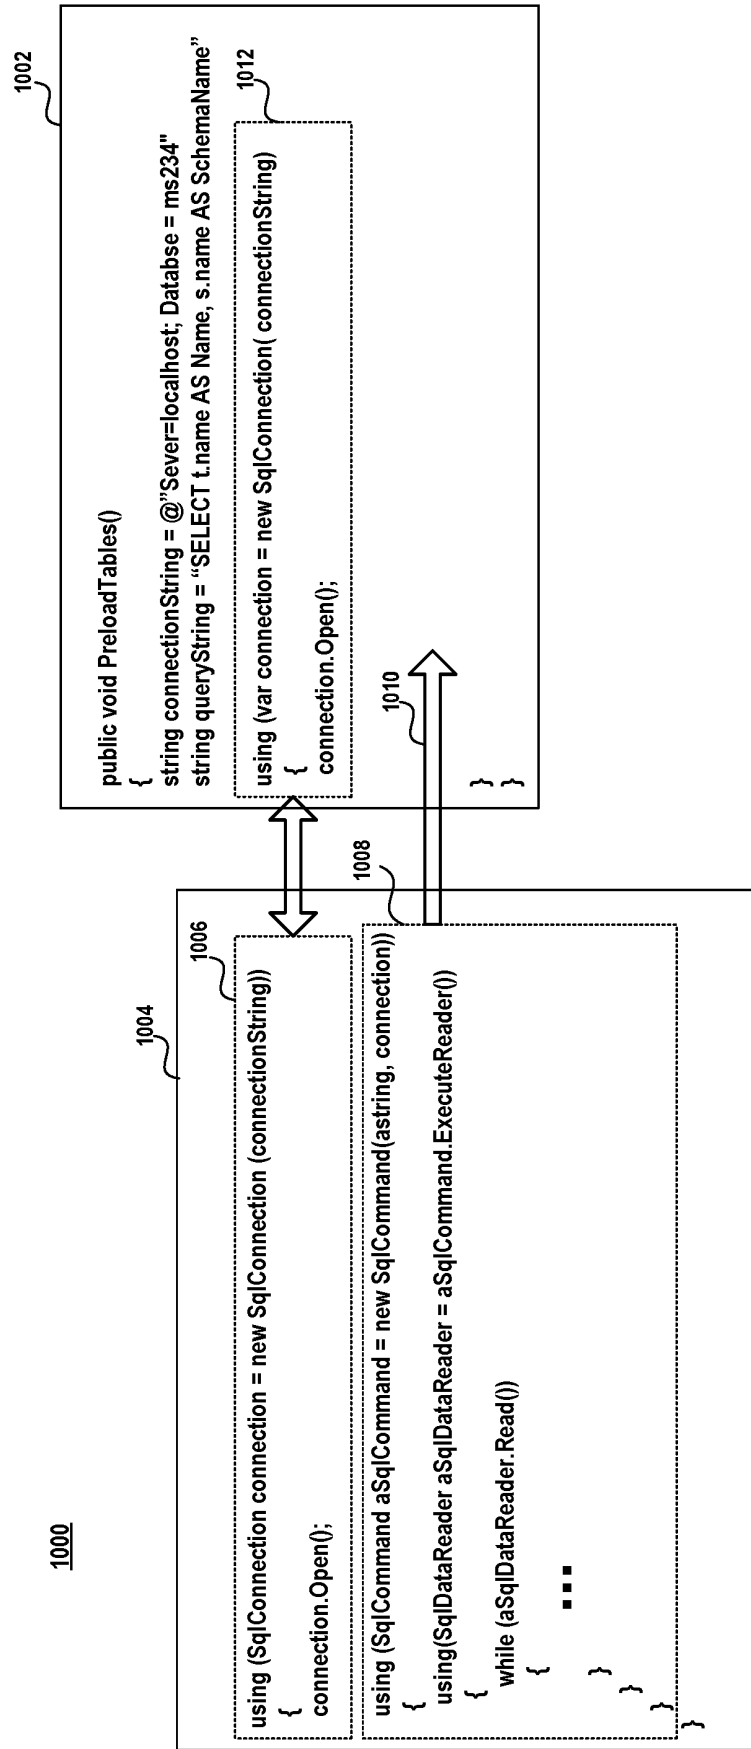 1000
1004
1006
using (SqlConnection connection = new SqlConnection (connectionString))
{
connection.Open();
1008
using (SqlCommand aSqlCommand = new SqlCommand(astring, connection))
{
using(SqlDataReader aSqlDataReader = aSqlCommand.ExecuteReader())
{
while (aSqlDataReader.Read())
{
...
}
}
}
}
1002
public void PreloadTables()
{
string connectionString = @”Sever=localhost; Databse = ms234"
string queryString = “SELECT t.name AS Name, s.name AS SchemaName”
1012
using (var connection = new SqlConnection( connectionString)
{
connection.Open();
1010
}
}